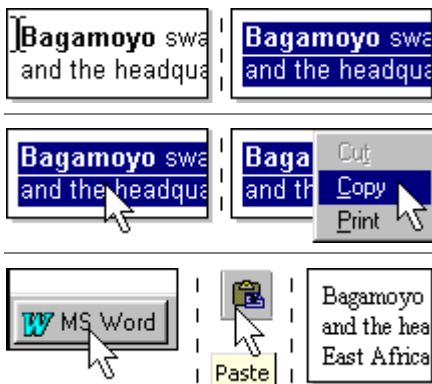 Bagamoyo swa
and the headqua
Bagamoyo swa
and the headqua
Bagamoyo swa
and the headqua
Baga
and th
Cut
Copy
Print
W MS Word
Paste
Bagamoyo
and the hea
East Africa